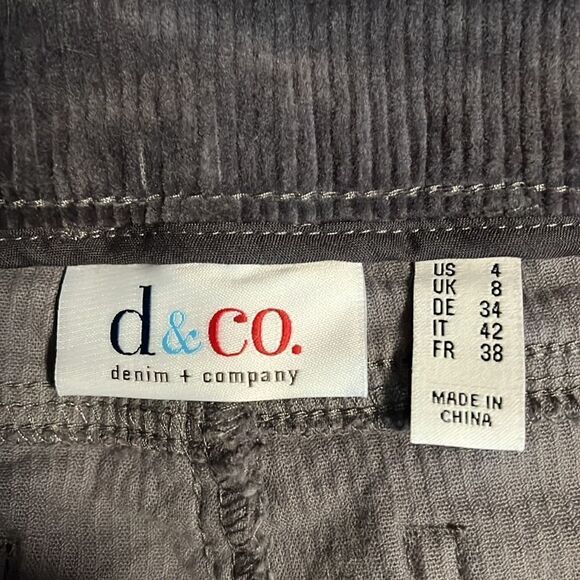 d&co.
denim + company
US 4
UK 8
DE 34
IT 42
FR 38
MADE IN
CHINA